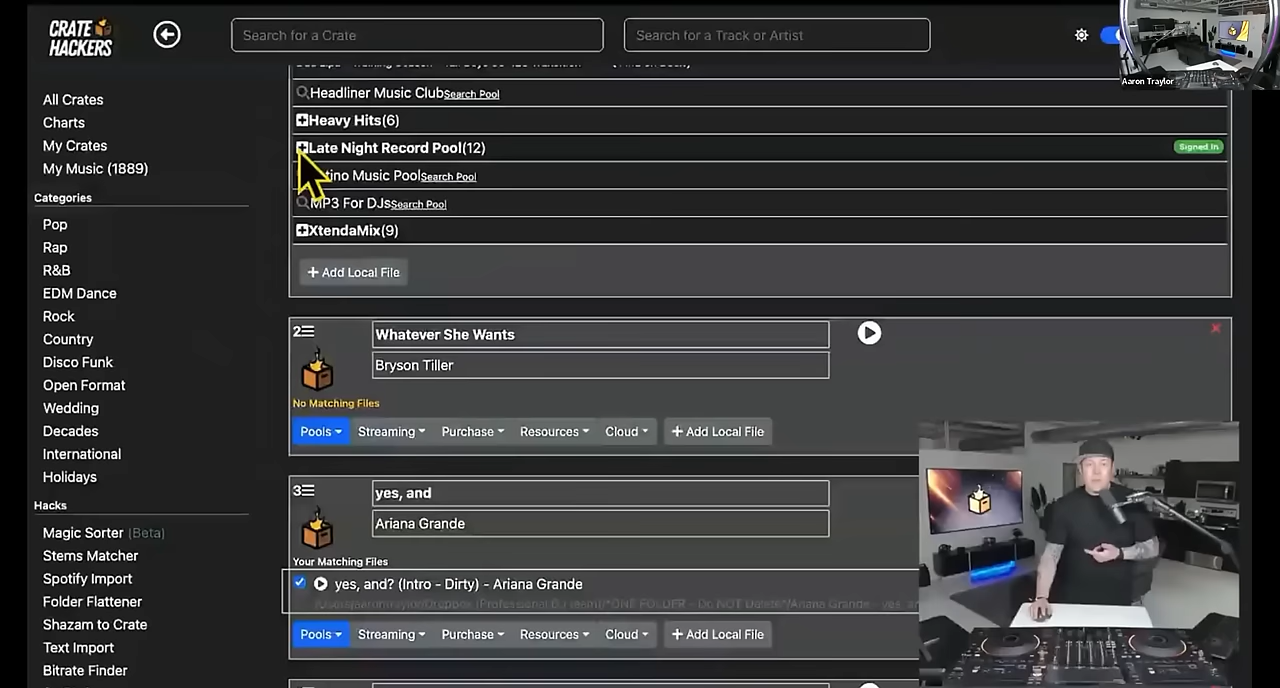 CRATE
HACKERS
Search for a Crate
Search for a Track or Artist
Aaron Traylor
All Crates
Charts
My Crates
My Music (1889)
Categories
Pop
Rap
R&B
EDM Dance
Rock
Country
Disco Funk
Open Format
Wedding
Decades
International
Holidays
Hacks
Magic Sorter (Beta)
Stems Matcher
Spotify Import
Folder Flattener
Shazam to Crate
Text Import
Bitrate Finder
Headliner Music Club Search Pool
Heavy Hits(6)
Late Night Record Pool(12)
Signed In
tino Music Pool Search Pool
MP3 For DJs Search Pool
XtendaMix(9)
+ Add Local File
2
Whatever She Wants
Bryson Tiller
No Matching Files
Pools Streaming Purchase Resources Cloud + Add Local File
3
yes, and
Ariana Grande
Your Matching Files
yes, and? (Intro - Dirty) - Ariana Grande
Pools Streaming Purchase Resources Cloud + Add Local File